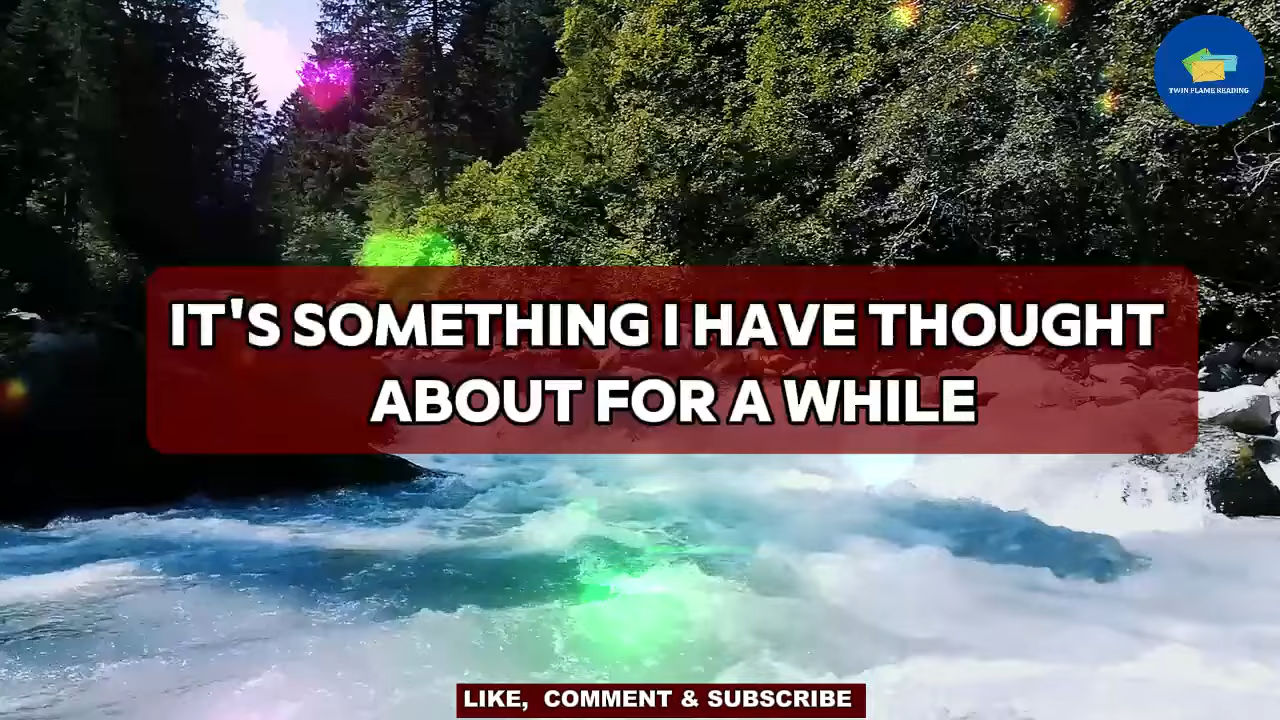 TWIN FLAME READING
IT'S SOMETHING I HAVE THOUGHT
ABOUT FOR A WHILE
LIKE, COMMENT & SUBSCRIBE